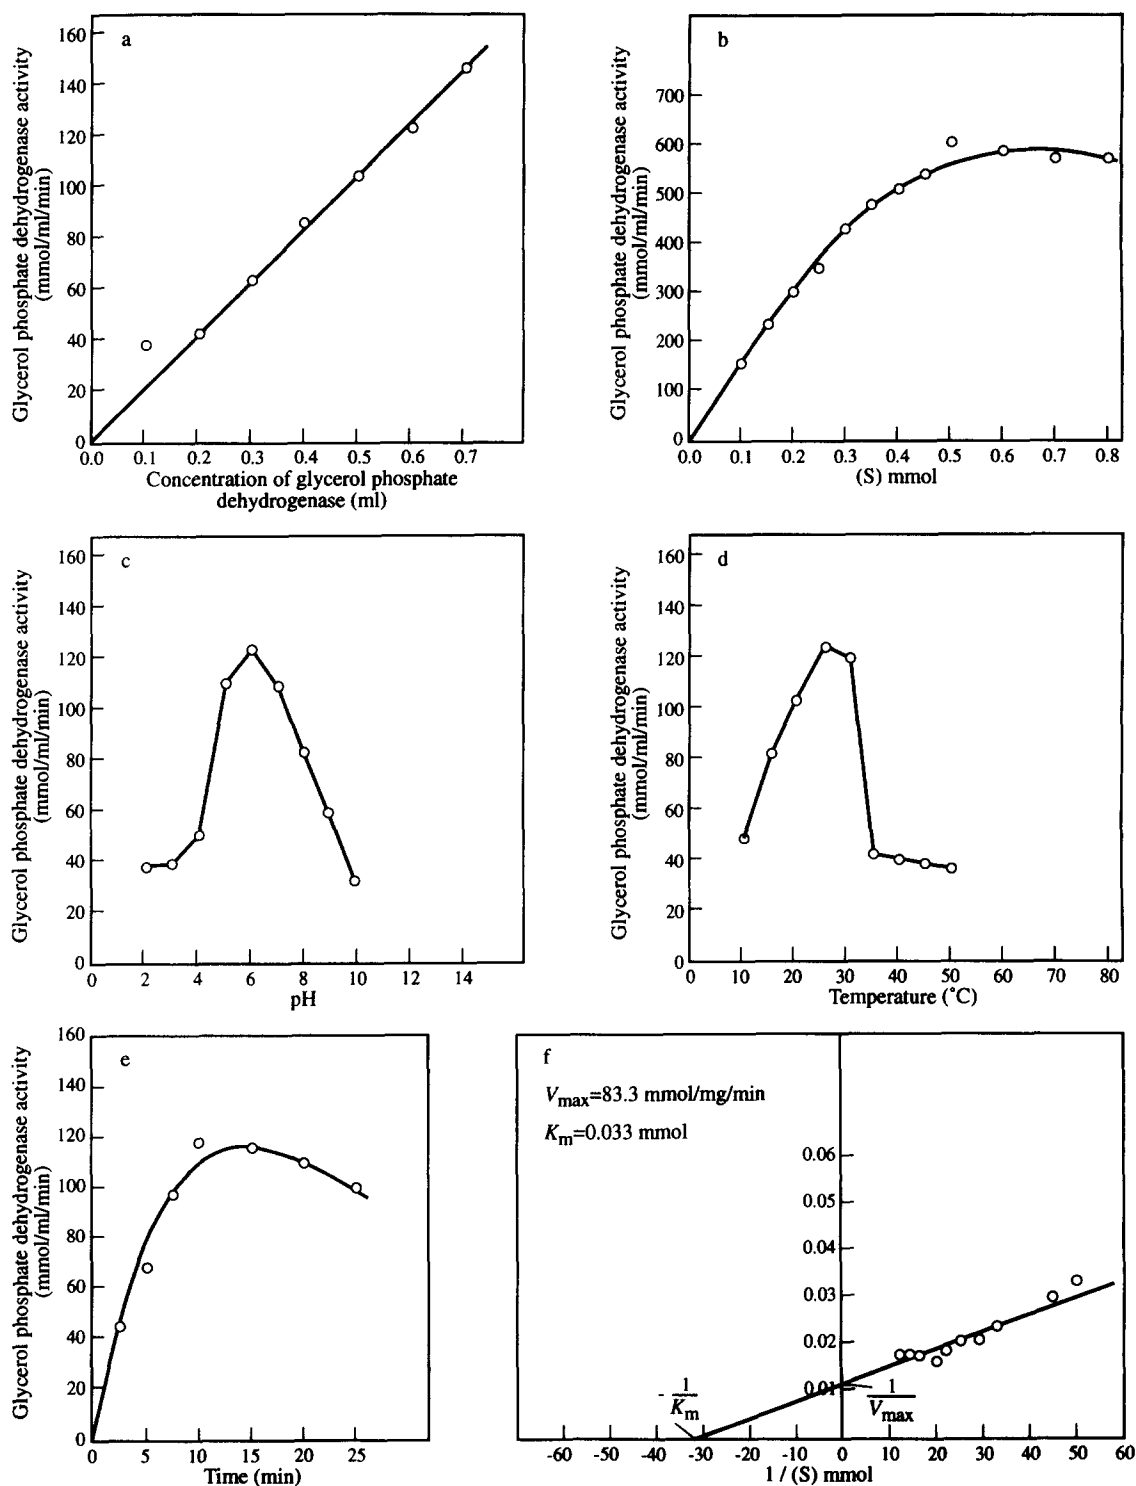 a
Glycerol phosphate dehydrogenase activity
(mmol/ml/min)
160
140
120
100
80
60
40
20
0
0.0 0.1 0.2 0.3 0.4 0.5 0.6 0.7
Concentration of glycerol phosphate
dehydrogenase (ml)
b
Glycerol phosphate dehydrogenase activity
(mmol/ml/min)
700
600
500
400
300
200
100
0
0.0 0.1 0.2 0.3 0.4 0.5 0.6 0.7 0.8
(S) mmol
c
Glycerol phosphate dehydrogenase activity
(mmol/ml/min)
160
140
120
100
80
60
40
20
0
0 2 4 6 8 10 12 14
pH
d
Glycerol phosphate dehydrogenase activity
(mmol/ml/min)
160
140
120
100
80
60
40
20
0
0 10 20 30 40 50 60 70 80
Temperature (˚C)
e
Glycerol phosphate dehydrogenase activity
(mmol/ml/min)
160
140
120
100
80
60
40
20
0
0 5 10 15 20 25
Time (min)
f
V_max=83.3 mmol/mg/min
K_m=0.033 mmol
0.06
0.05
0.04
0.03
0.02
0.01
- 1/K_m
1/V_max
-60 -50 -40 -30 -20 -10 0 10 20 30 40 50 60
1 / (S) mmol